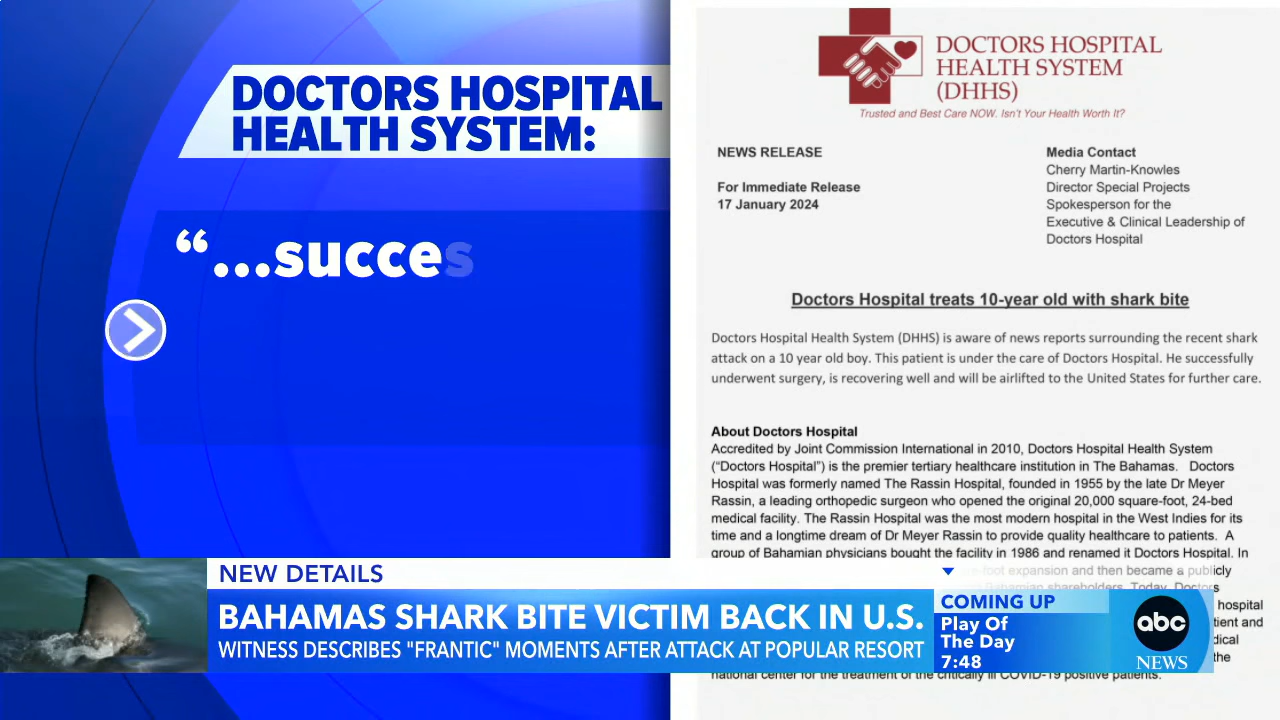 DOCTORS HOSPITAL
HEALTH SYSTEM:
“...succes
DOCTORS HOSPITAL
HEALTH SYSTEM
(DHHS)
Trusted and Best Care NOW. Isn't Your Health Worth It?
NEWS RELEASE
For Immediate Release
17 January 2024
Media Contact
Cherry Martin-Knowles
Director Special Projects
Spokesperson for the
Executive & Clinical Leadership of
Doctors Hospital
Doctors Hospital treats 10-year old with shark bite
Doctors Hospital Health System (DHHS) is aware of news reports surrounding the recent shark
attack on a 10 year old boy. This patient is under the care of Doctors Hospital. He successfully
underwent surgery, is recovering well and will be airlifted to the United States for further care.
About Doctors Hospital
Accredited by Joint Commission International in 2010, Doctors Hospital Health System
("Doctors Hospital") is the premier tertiary healthcare institution in The Bahamas. Doctors
Hospital was formerly named The Rassin Hospital, founded in 1955 by the late Dr Meyer
Rassin, a leading orthopedic surgeon who opened the original 20,000 square-foot, 24-bed
medical facility. The Rassin Hospital was the most modern hospital in the West Indies for its
time and a longtime dream of Dr Meyer Rassin to provide quality healthcare to patients. A
group of Bahamian physicians bought the facility in 1986 and renamed it Doctors Hospital. In
-foot expansion and then became a publicly
Bahamian shareholders. Today, Doctors
hospital
tient and
dical
the
national center for the treatment of the critically ill COVID-19 positive patients.
NEW DETAILS
BAHAMAS SHARK BITE VICTIM BACK IN U.S.
WITNESS DESCRIBES "FRANTIC" MOMENTS AFTER ATTACK AT POPULAR RESORT
COMING UP
Play Of
The Day
7:48
abc
NEWS